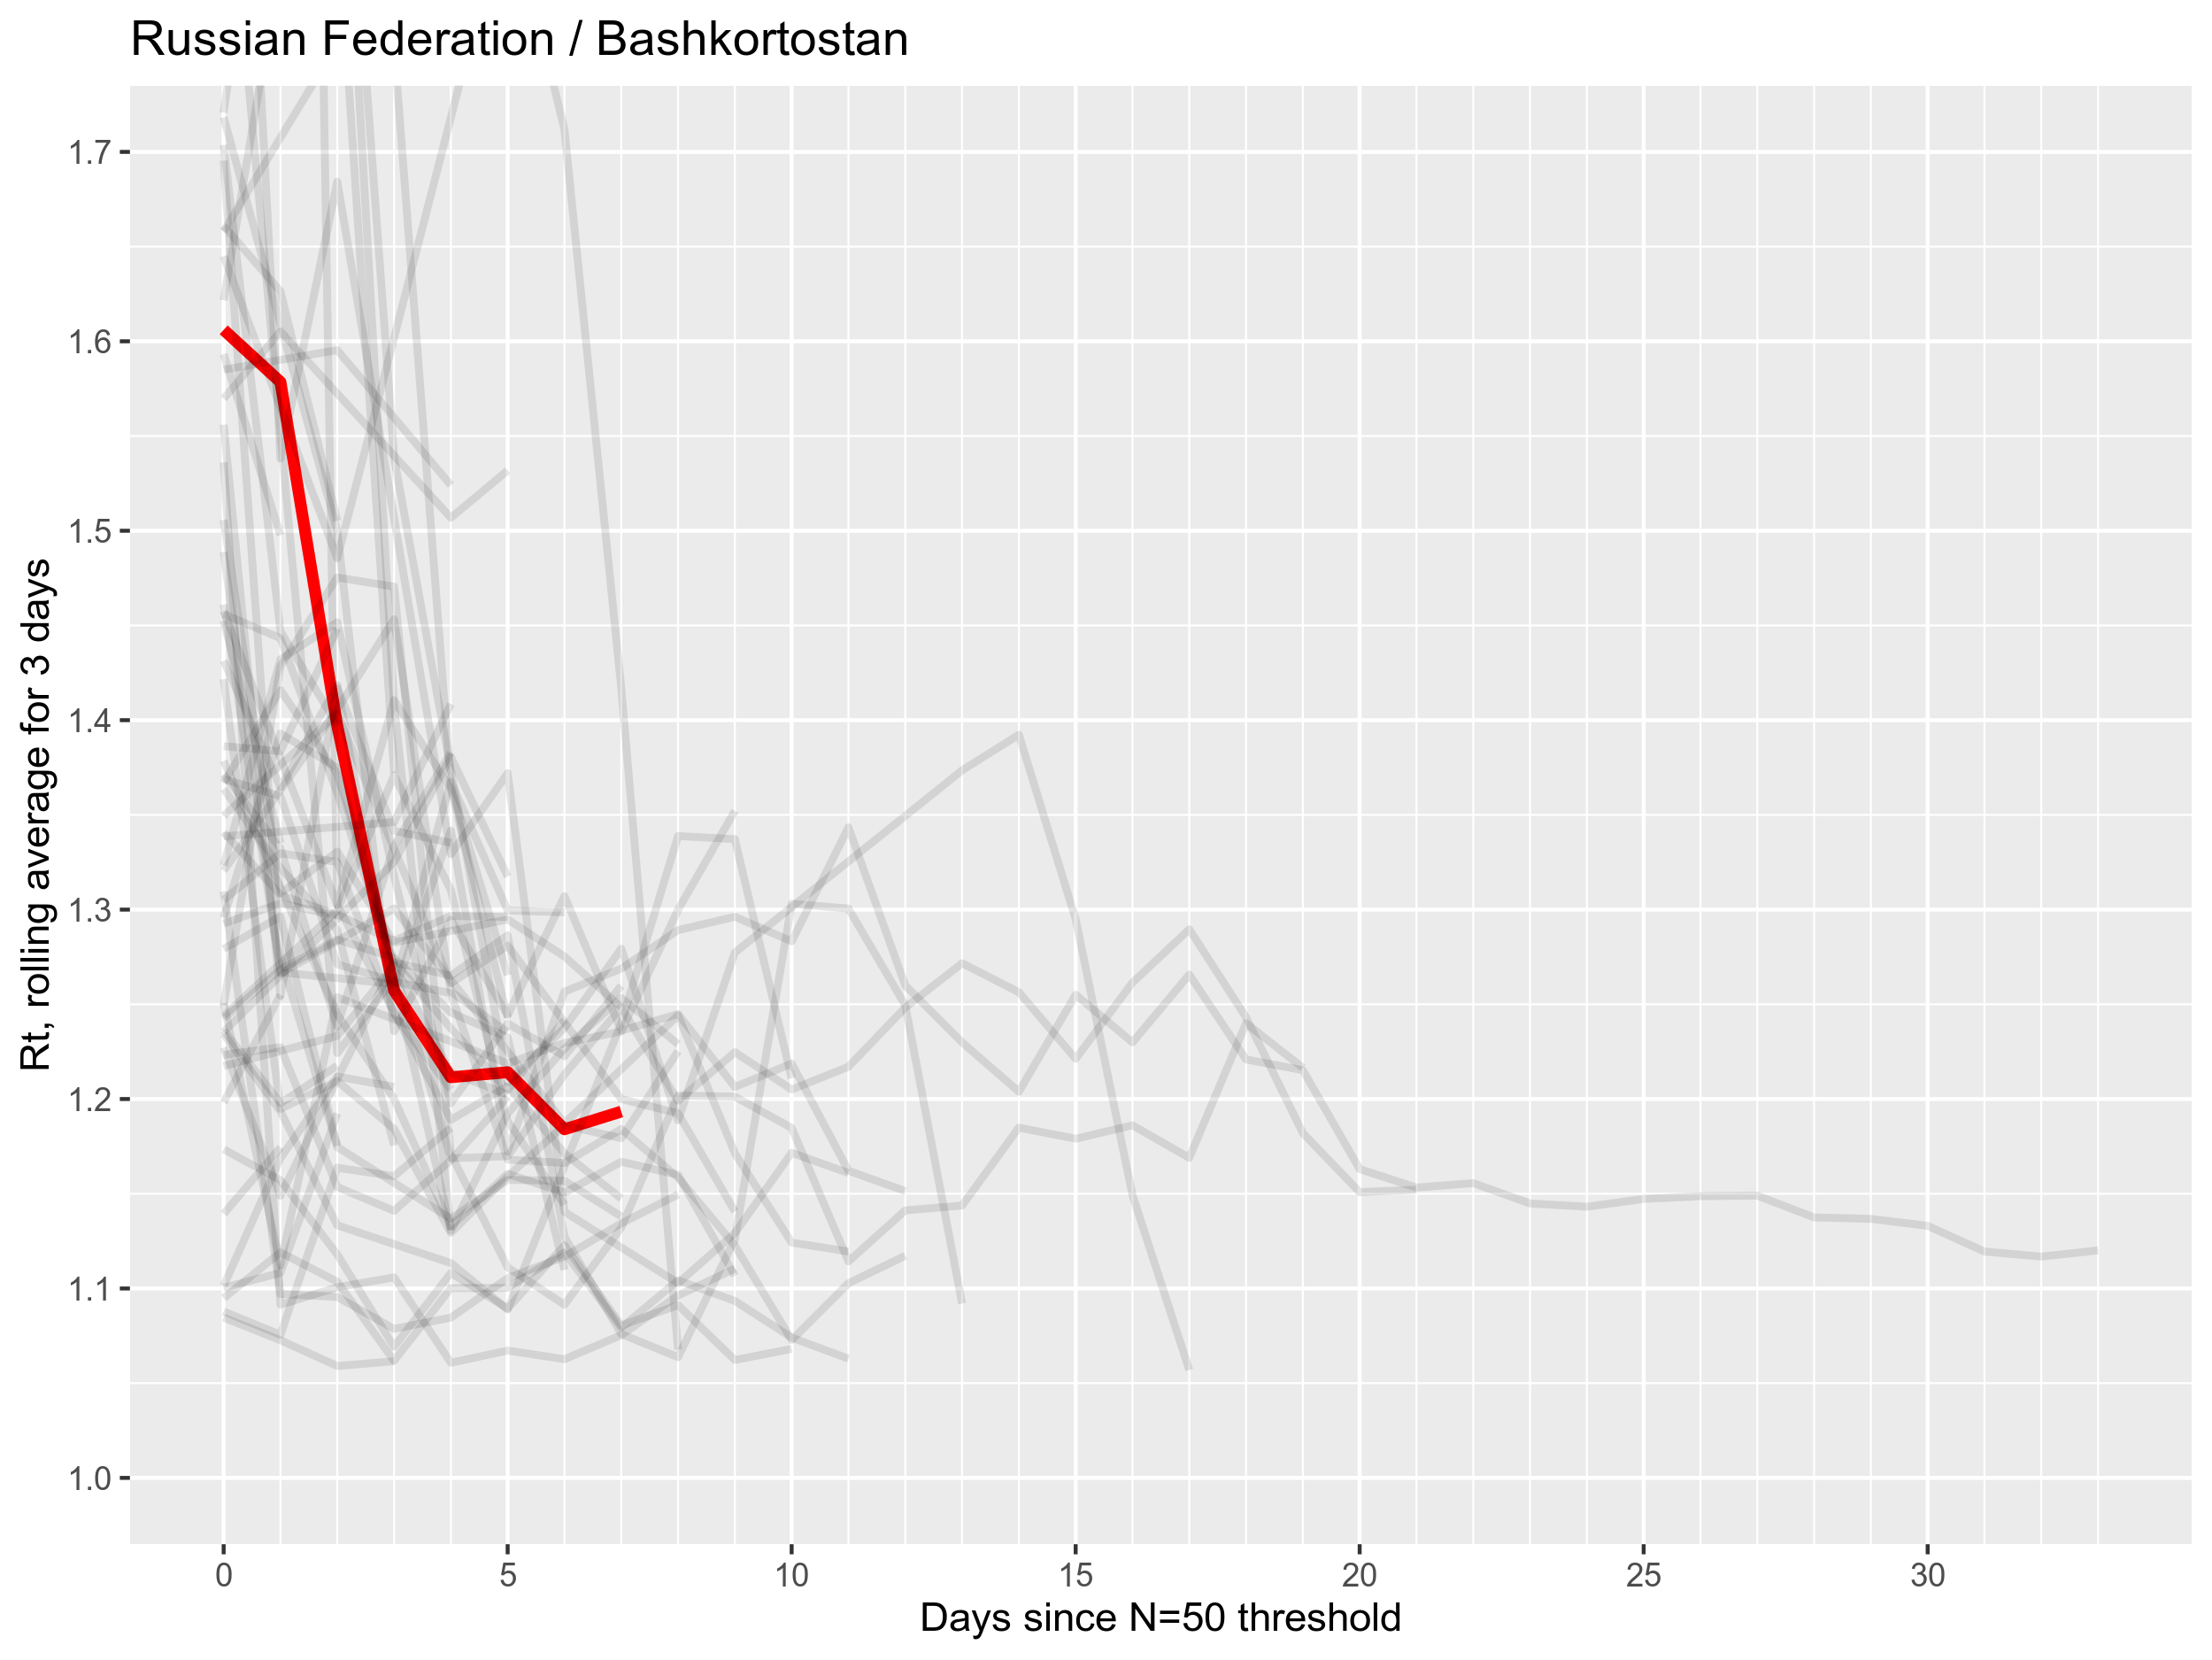 Russian Federation / Bashkortostan
Rt, rolling average for 3 days
1.7
1.6
1.5
1.4
1.3
1.2
1.1
1.0
0 5 10 15 20 25 30
Days since N=50 threshold